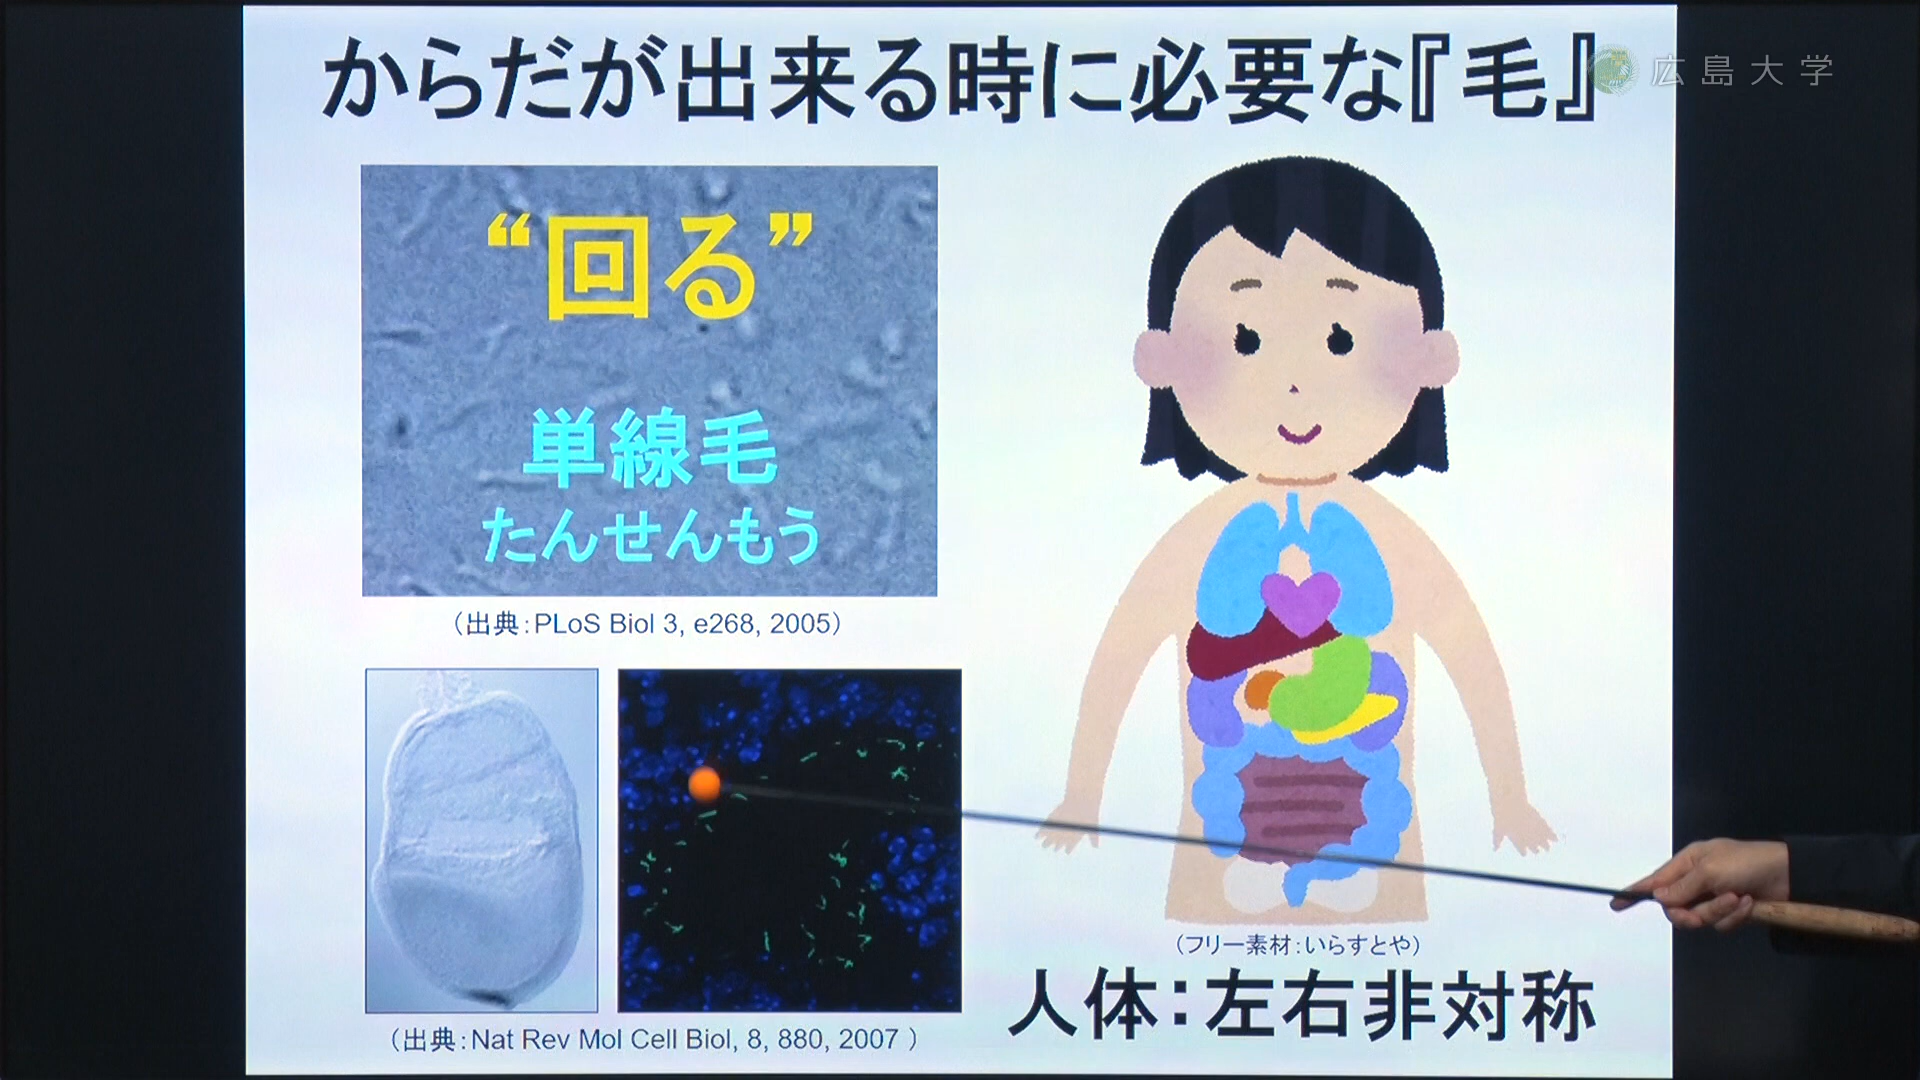 からだが出来る時に必要な『毛』
広島大学
“回る”
単線毛
たんせんもう
（出典：PLoS Biol 3, e268, 2005）
（出典：Nat Rev Mol Cell Biol, 8, 880, 2007 ）
（フリー素材：いらすとや）
人体：左右非対称